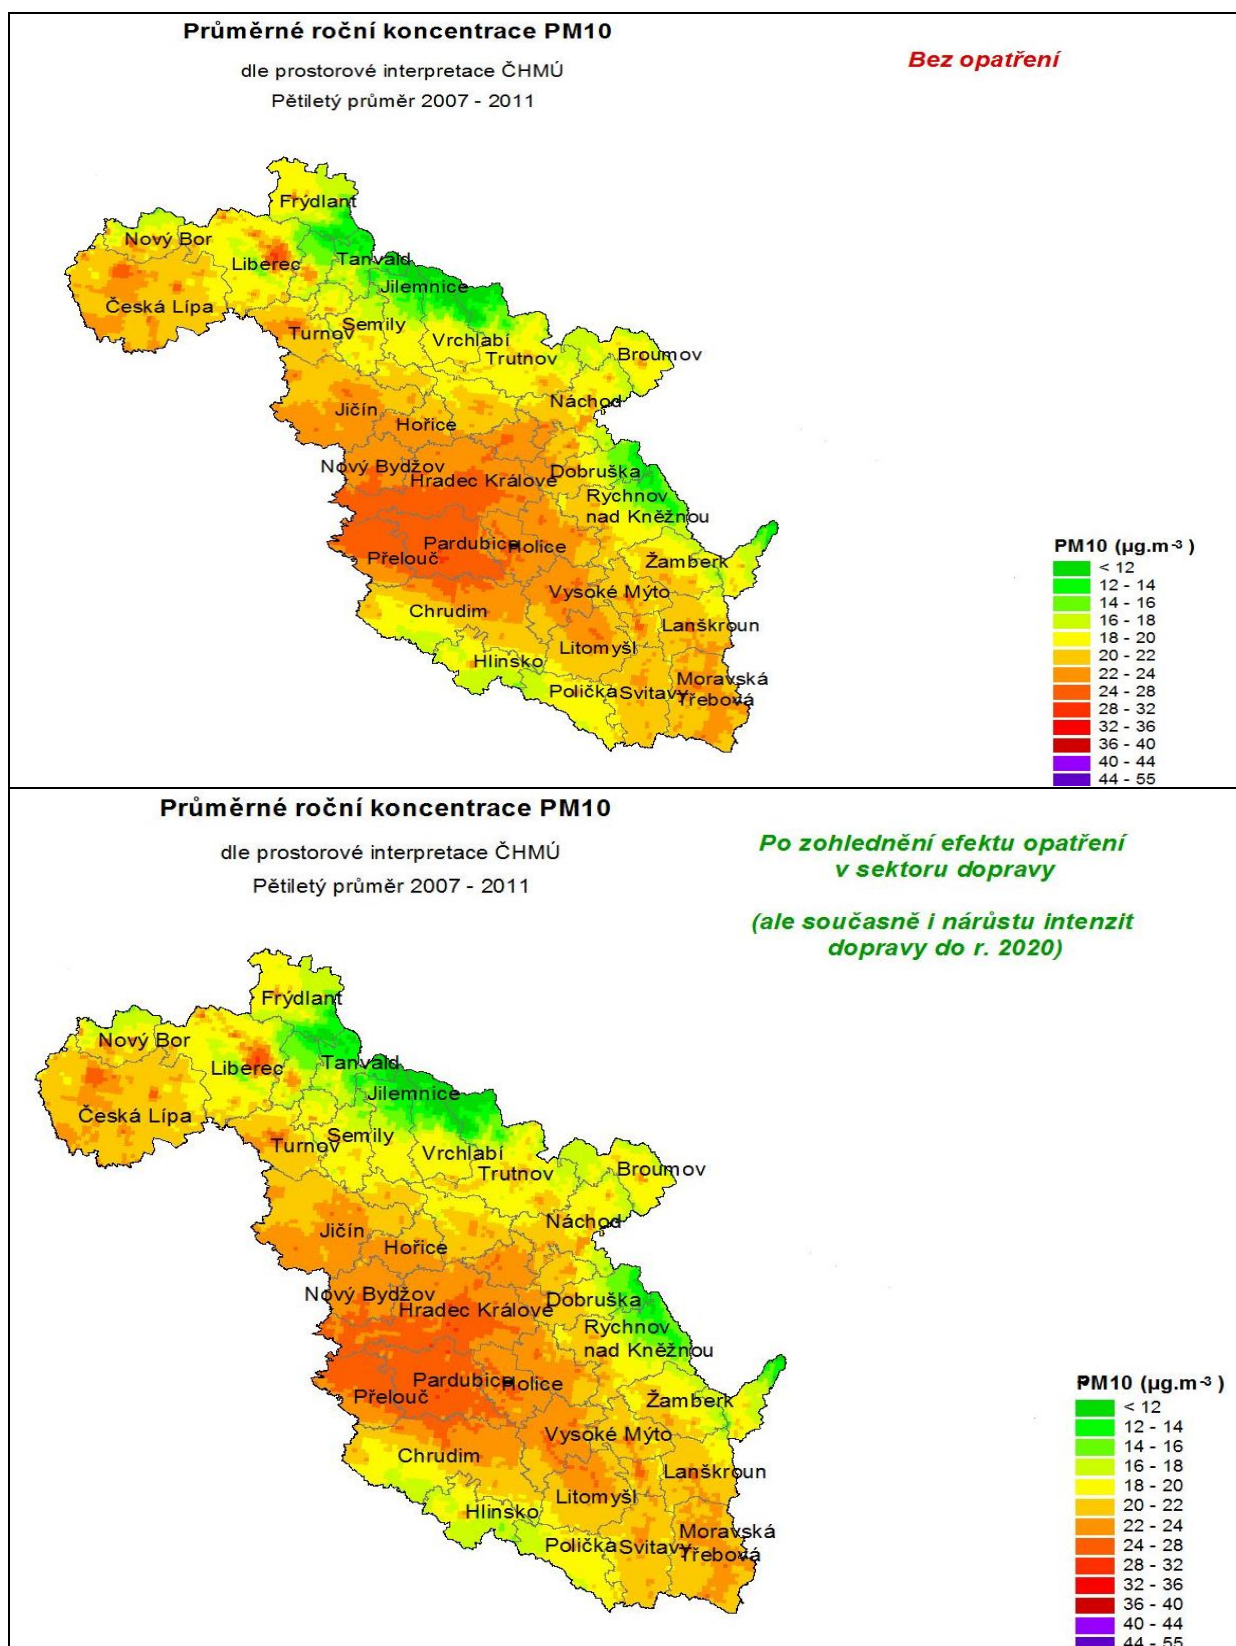 Průměrné roční koncentrace PM10
Bez opatření
dle prostorové interpretace ČHMÚ
Pětiletý průměr 2007 - 2011
Frýdlant
Nový Bor
Liberec
Tanvald
Jilemnice
Česká Lípa
Turnov
Semily
Vrchlabí
Trutnov
Broumov
Jičín
Náchod
Hořice
Nový Bydžov
Hradec Králové
Dobruška
Rychnov
nad Kněžnou
Pardubice
Holice
Přelouč
Žamberk
Vysoké Mýto
Chrudim
Lanškroun
Litomyšl
Hlinsko
Polička
Svitavy
Moravská
Třebová
PM10 (µg.m-3 )
< 12
12 - 14
14 - 16
16 - 18
18 - 20
20 - 22
22 - 24
24 - 28
28 - 32
32 - 36
36 - 40
40 - 44
44 - 55
Průměrné roční koncentrace PM10
dle prostorové interpretace ČHMÚ
Pětiletý průměr 2007 - 2011
Po zohlednění efektu opatření
v sektoru dopravy
(ale současně i nárůstu intenzit
dopravy do r. 2020)
Frýdlant
Nový Bor
Liberec
Tanvald
Jilemnice
Česká Lípa
Turnov
Semily
Vrchlabí
Trutnov
Broumov
Jičín
Náchod
Hořice
Nový Bydžov
Hradec Králové
Dobruška
Rychnov
nad Kněžnou
Pardubice
Holice
Přelouč
Žamberk
Vysoké Mýto
Chrudim
Lanškroun
Litomyšl
Hlinsko
Polička
Svitavy
Moravská
Třebová
PM10 (µg.m-3 )
< 12
12 - 14
14 - 16
16 - 18
18 - 20
20 - 22
22 - 24
24 - 28
28 - 32
32 - 36
36 - 40
40 - 44
44 - 55